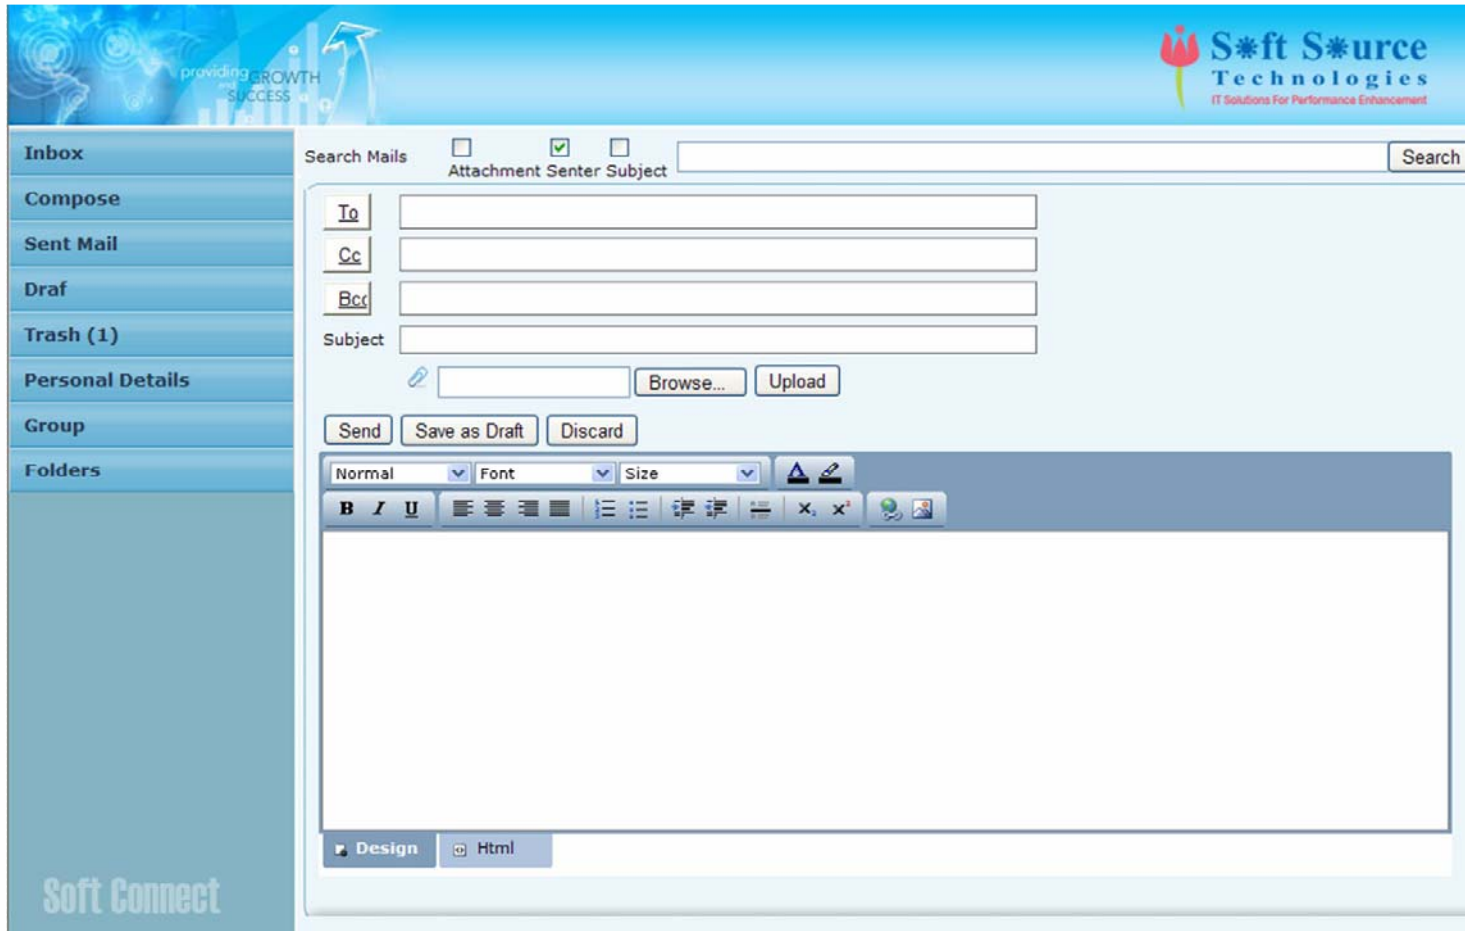 providing
and GROWTH
SUCCESS
S*ft S*urce
Technologies
IT Solutions For Performance Enhancement
Inbox
Compose
Sent Mail
Draf
Trash (1)
Personal Details
Group
Folders
Soft Connect
Search Mails
Attachment Senter Subject
Search
To
Cc
Bcc
Subject
Browse...
Upload
Send Save as Draft Discard
Normal Font Size
B I U
Design Html